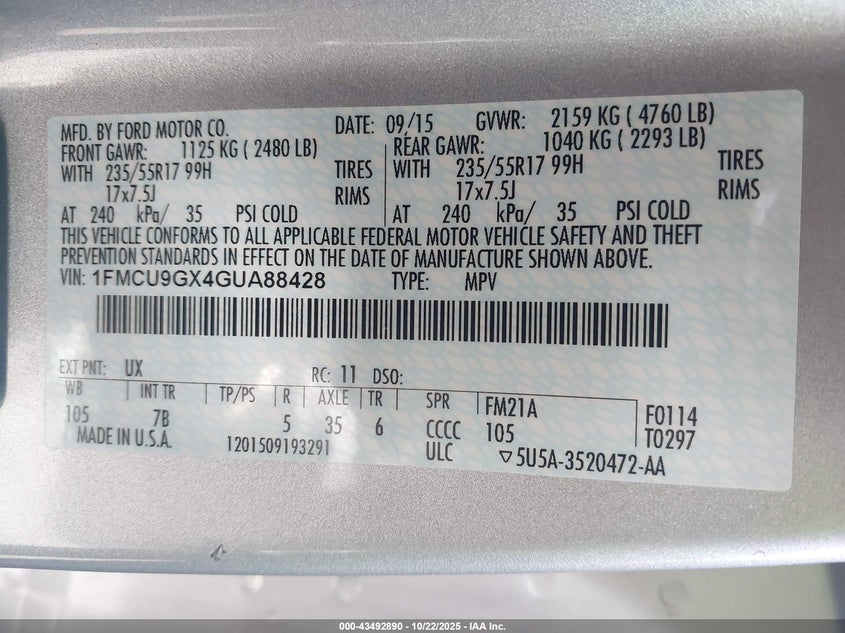 MFD. BY FORD MOTOR CO. DATE: 09/15 GVWR: 2159 KG ( 4760 LB)
FRONT GAWR: 1125 KG ( 2480 LB) REAR GAWR: 1040 KG ( 2293 LB)
WITH 235/55R17 99H TIRES WITH 235/55R17 99H TIRES
17x7.5J RIMS 17x7.5J RIMS
AT 240 kPa/ 35 PSI COLD AT 240 kPa/ 35 PSI COLD
THIS VEHICLE CONFORMS TO ALL APPLICABLE FEDERAL MOTOR VEHICLE SAFETY AND THEFT
PREVENTION STANDARDS IN EFFECT ON THE DATE OF MANUFACTURE SHOWN ABOVE.
VIN: 1FMCU9GX4GUA88428 TYPE: MPV
EXT PNT: UX RC: 11 DSO:
WB INT TR TP/PS R AXLE TR SPR FM21A F0114
105 7B 5 35 6 CCCC 105 T0297
MADE IN U.S.A. 1201509193291 ULC ▽5U5A-3520472-AA
000-43492890 - 10/22/2025 - IAA Inc.